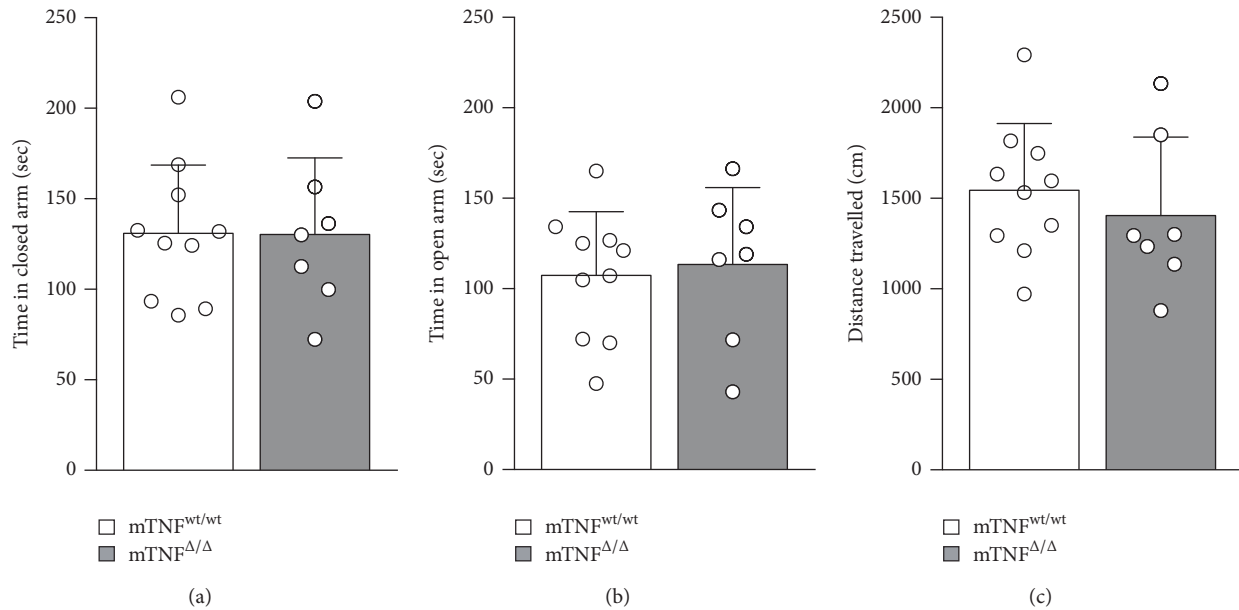 250
200
150
100
50
0
Time in closed arm (sec)
mTNF^wt/wt
mTNF^Δ/Δ
(a)
250
200
150
100
50
0
Time in open arm (sec)
mTNF^wt/wt
mTNF^Δ/Δ
(b)
2500
2000
1500
1000
500
0
Distance travelled (cm)
mTNF^wt/wt
mTNF^Δ/Δ
(c)